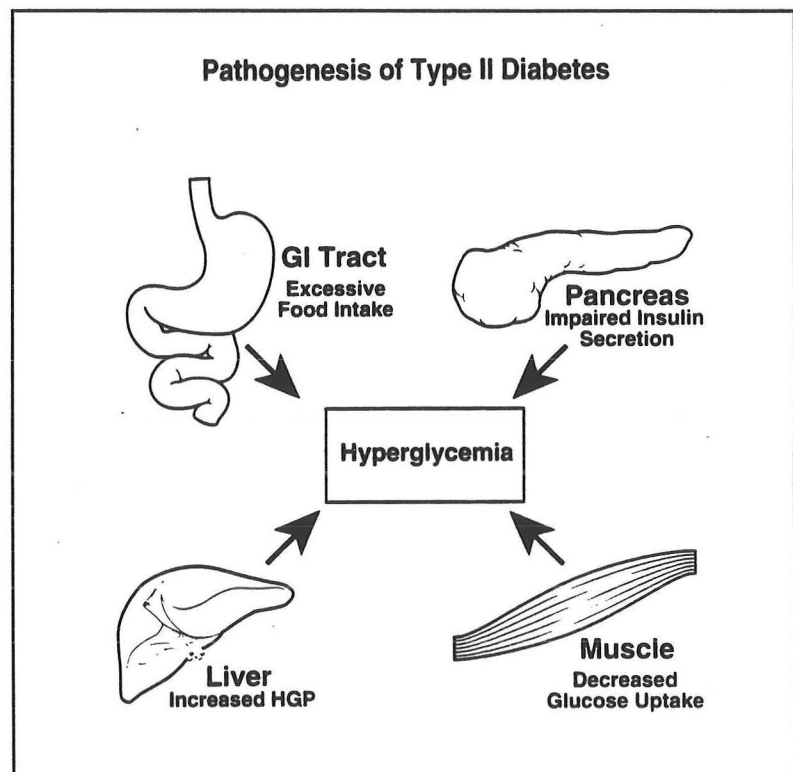 Pathogenesis of Type II Diabetes
GI Tract
Excessive
Food Intake
Pancreas
Impaired Insulin
Secretion
Hyperglycemia
Liver
Increased HGP
Muscle
Decreased
Glucose Uptake